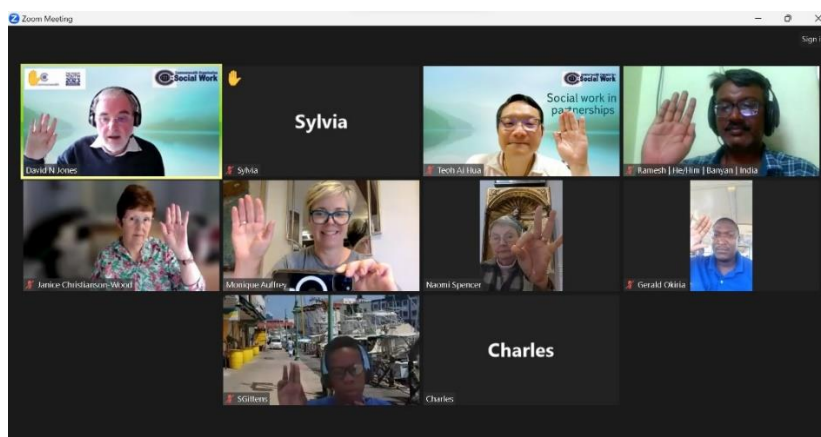 Zoom Meeting
Sign i
Social Work
David N Jones
Sylvia
Sylvia
Social Work
Social work in
partnerships
Teoh Ai Hua
Ramesh | He/Him | Banyan | India
Janice Christianson-Wood
Monique Auffrey
Naomi Spencer
Gerald Okiria
SGittens
Charles
Charles